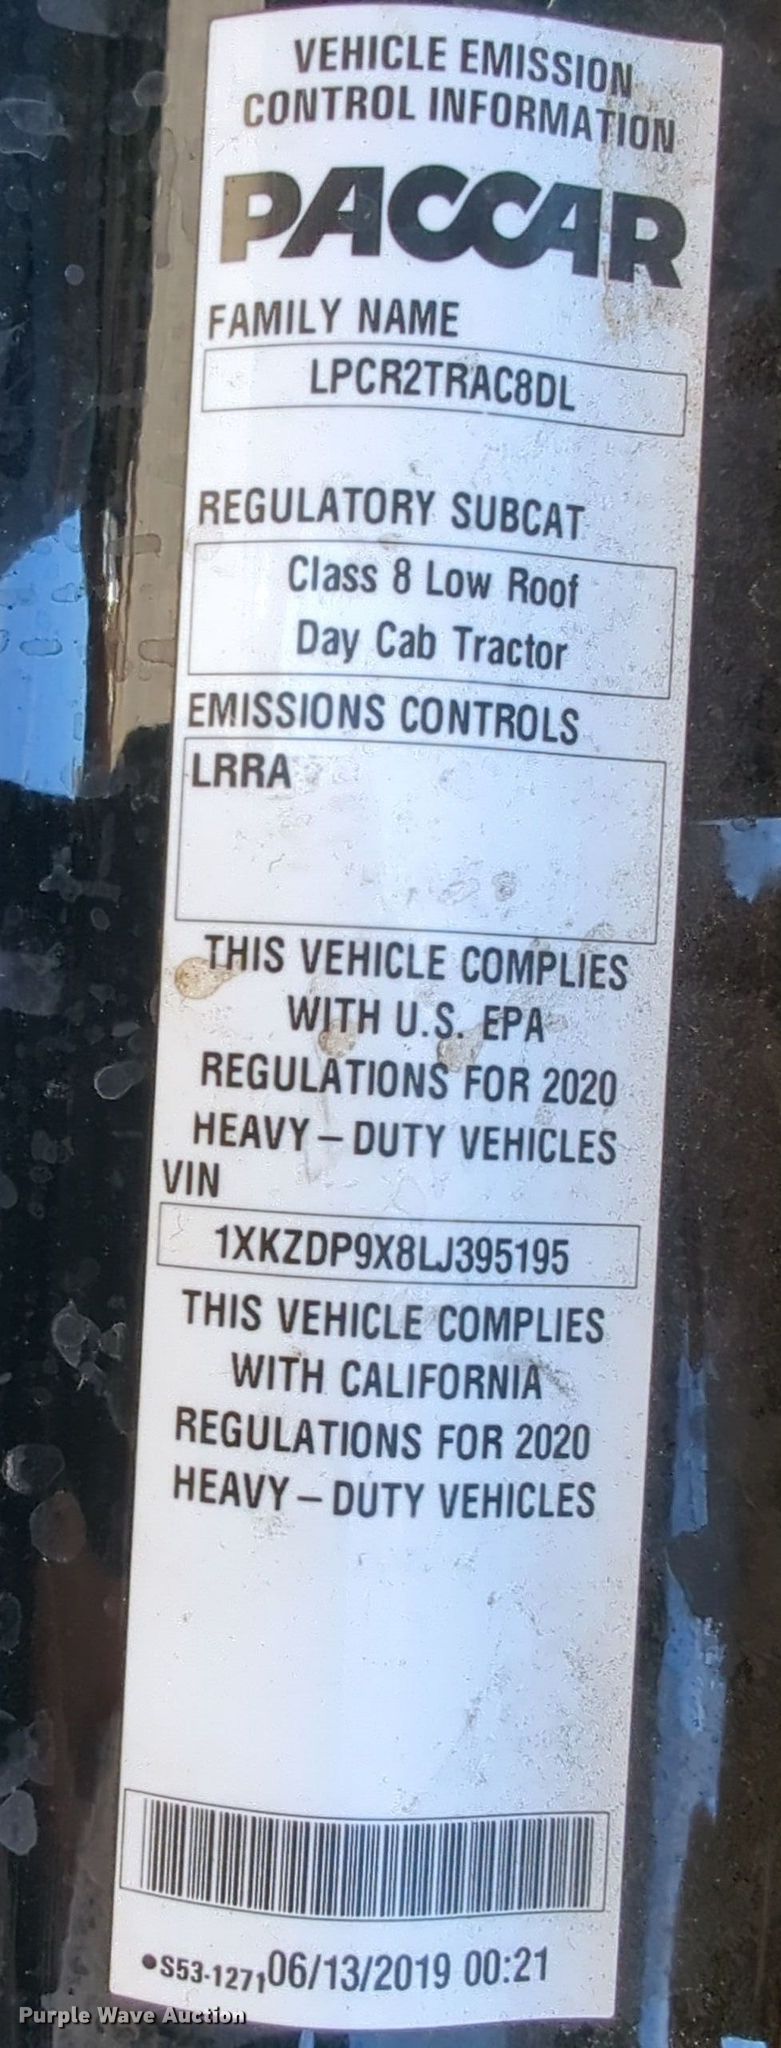 VEHICLE EMISSION
CONTROL INFORMATION
PACCAR
FAMILY NAME
LPCR2TRAC8DL
REGULATORY SUBCAT
Class 8 Low Roof
Day Cab Tractor
EMISSIONS CONTROLS
LRRA
THIS VEHICLE COMPLIES
WITH U.S. EPA
REGULATIONS FOR 2020
HEAVY – DUTY VEHICLES
VIN
1XKZDP9X8LJ395195
THIS VEHICLE COMPLIES
WITH CALIFORNIA
REGULATIONS FOR 2020
HEAVY – DUTY VEHICLES
•S53-1271 06/13/2019 00:21
Purple Wave Auction